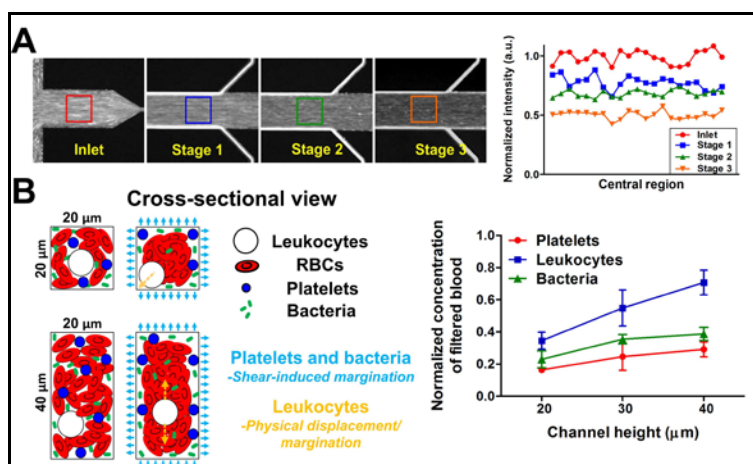 A
Inlet
Stage 1
Stage 2
Stage 3
Normalized intensity (a.u.)
1.0
0.5
0.0
Inlet
Stage 1
Stage 2
Stage 3
Central region
B
Cross-sectional view
20 μm
20 μm
20 μm
40 μm
Leukocytes
RBCs
Platelets
Bacteria
Platelets and bacteria
-Shear-induced margination
Leukocytes
-Physical displacement/
margination
Normalized concentration
of filtered blood
1.0
0.8
0.6
0.4
0.2
0.0
Platelets
Leukocytes
Bacteria
20
30
40
Channel height (μm)